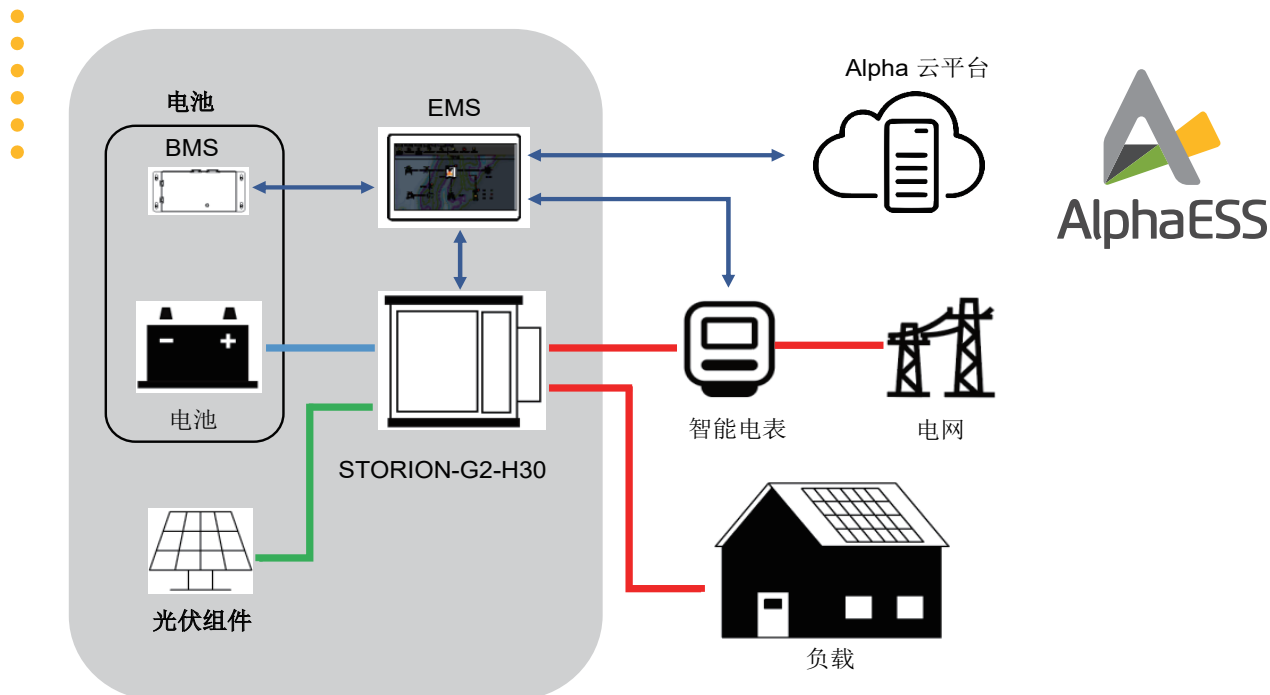 Alpha 云平台
电池
EMS
BMS
AlphaESS
智能电表
电网
电池
STORION-G2-H30
光伏组件
负载